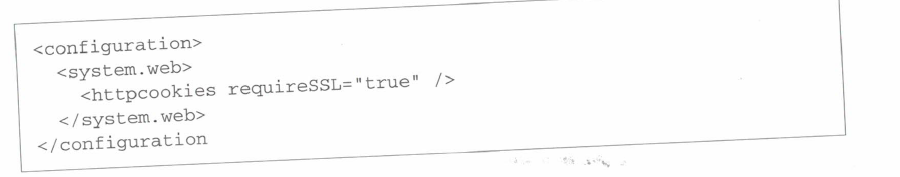 <configuration>
  <system.web>
    <httpcookies requireSSL="true" />
  </system.web>
</configuration